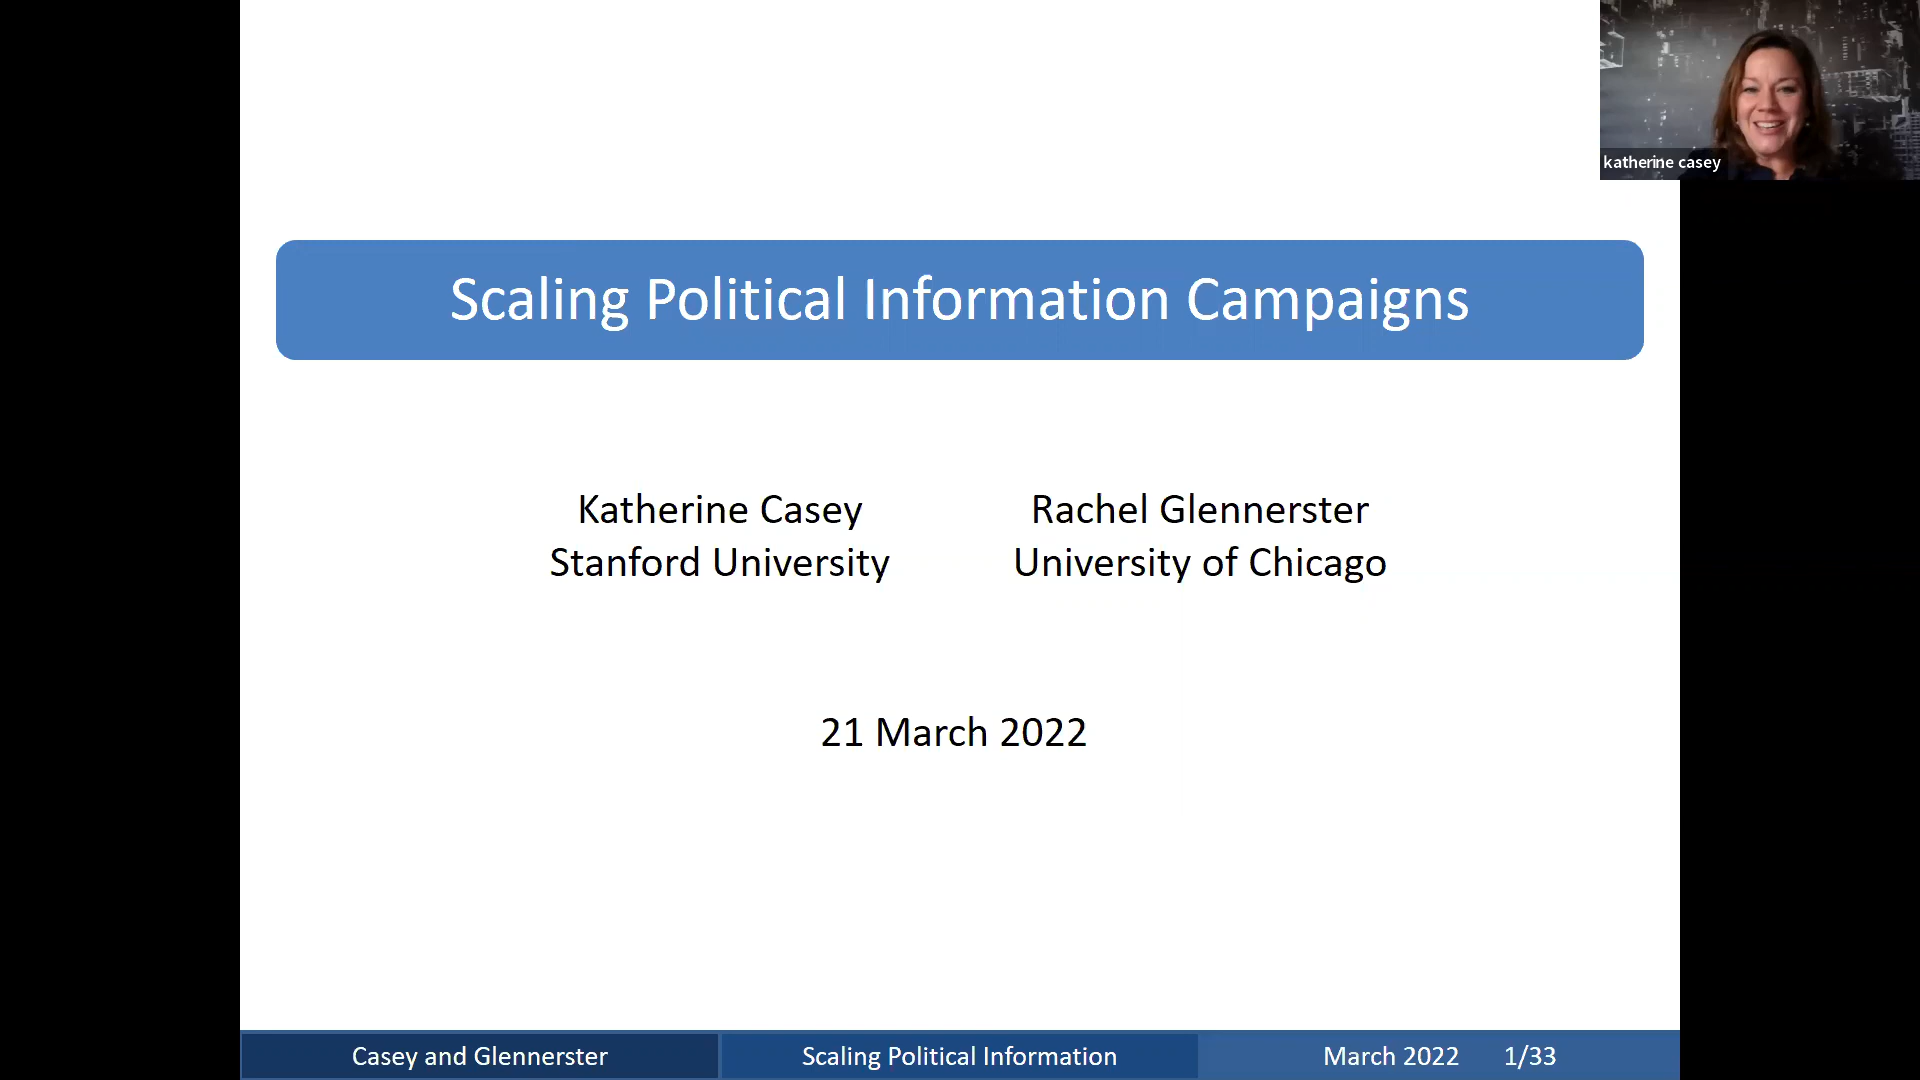 katherine casey
Scaling Political Information Campaigns
Katherine Casey
Stanford University
Rachel Glennerster
University of Chicago
21 March 2022
Casey and Glennerster
Scaling Political Information
March 2022 1/33